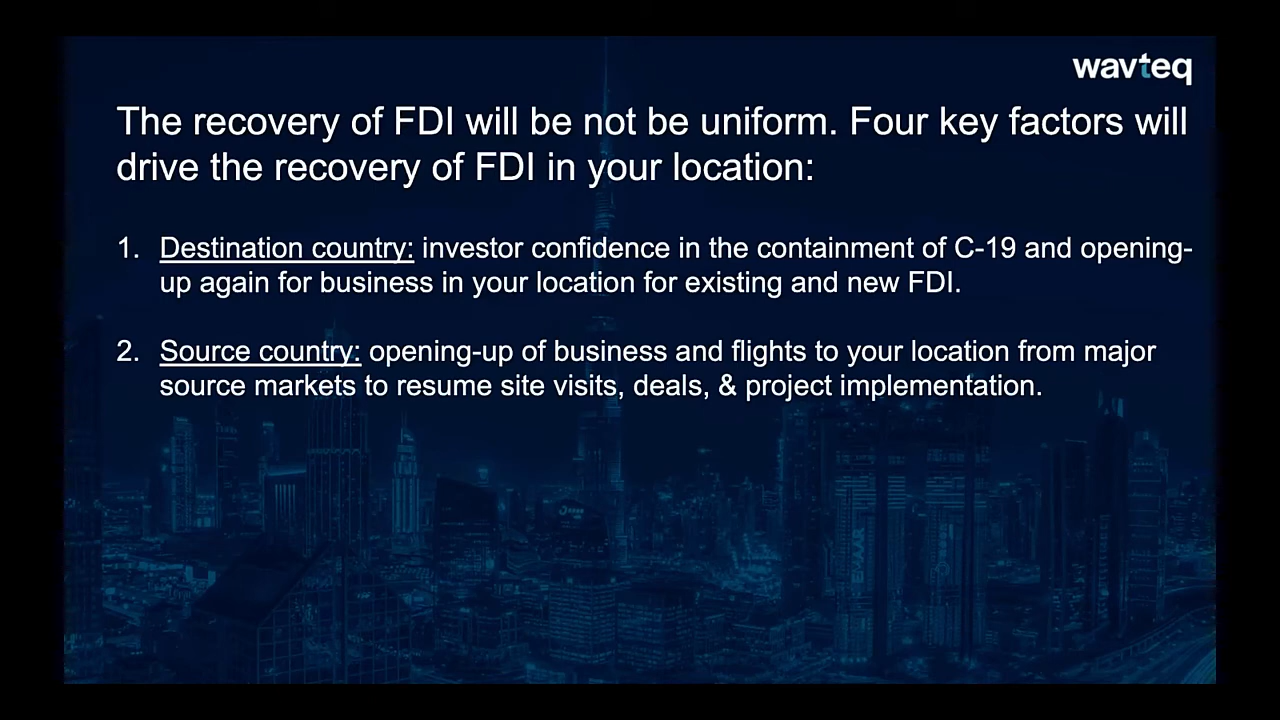 wavteq
The recovery of FDI will be not be uniform. Four key factors will
drive the recovery of FDI in your location:
1. Destination country: investor confidence in the containment of C-19 and opening-
up again for business in your location for existing and new FDI.
2. Source country: opening-up of business and flights to your location from major
source markets to resume site visits, deals, & project implementation.
EMAAR